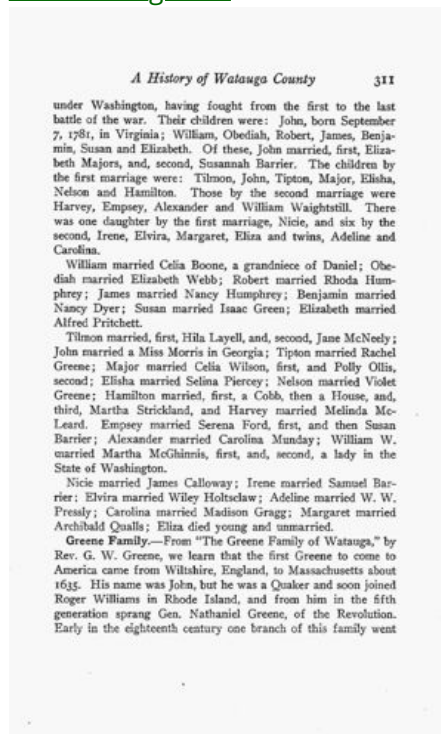 A History of Watauga County 311
under Washington, having fought from the first to the last
battle of the war. Their children were: John, born September
7, 1781, in Virginia; William, Obediah, Robert, James, Benja-
min, Susan and Elizabeth. Of these, John married, first, Eliza-
beth Majors, and, second, Susannah Barrier. The children by
the first marriage were: Tilmon, John, Tipton, Major, Elisha,
Nelson and Hamilton. Those by the second marriage were
Harvey, Empsey, Alexander and William Waightstill. There
was one daughter by the first marriage, Nicie, and six by the
second, Irene, Elvira, Margaret, Eliza and twins, Adeline and
Carolina.
William married Celia Boone, a grandniece of Daniel; Obe-
diah married Elizabeth Webb; Robert married Rhoda Hum-
phrey; James married Nancy Humphrey; Benjamin married
Nancy Dyer; Susan married Isaac Green; Elizabeth married
Alfred Pritchett.
Tilmon married, first, Hila Layell, and, second, Jane McNeely;
John married a Miss Morris in Georgia; Tipton married Rachel
Greene; Major married Celia Wilson, first, and Polly Ollis,
second; Elisha married Selina Piercey; Nelson married Violet
Greene; Hamilton married, first, a Cobb, then a House, and,
third, Martha Strickland, and Harvey married Melinda Mc-
Leard. Empsey married Serena Ford, first, and then Susan
Barrier; Alexander married Carolina Munday; William W.
married Martha McGhinnis, first, and, second, a lady in the
State of Washington.
Nicie married James Calloway; Irene married Samuel Bar-
rier; Elvira married Wiley Holtsclaw; Adeline married W. W.
Pressly; Carolina married Madison Gragg; Margaret married
Archibald Qualls; Eliza died young and unmarried.
Greene Family.—From "The Greene Family of Watauga," by
Rev. G. W. Greene, we learn that the first Greene to come to
America came from Wiltshire, England, to Massachusetts about
1635. His name was John, but he was a Quaker and soon joined
Roger Williams in Rhode Island, and from him in the fifth
generation sprang Gen. Nathaniel Greene, of the Revolution.
Early in the eighteenth century one branch of this family went